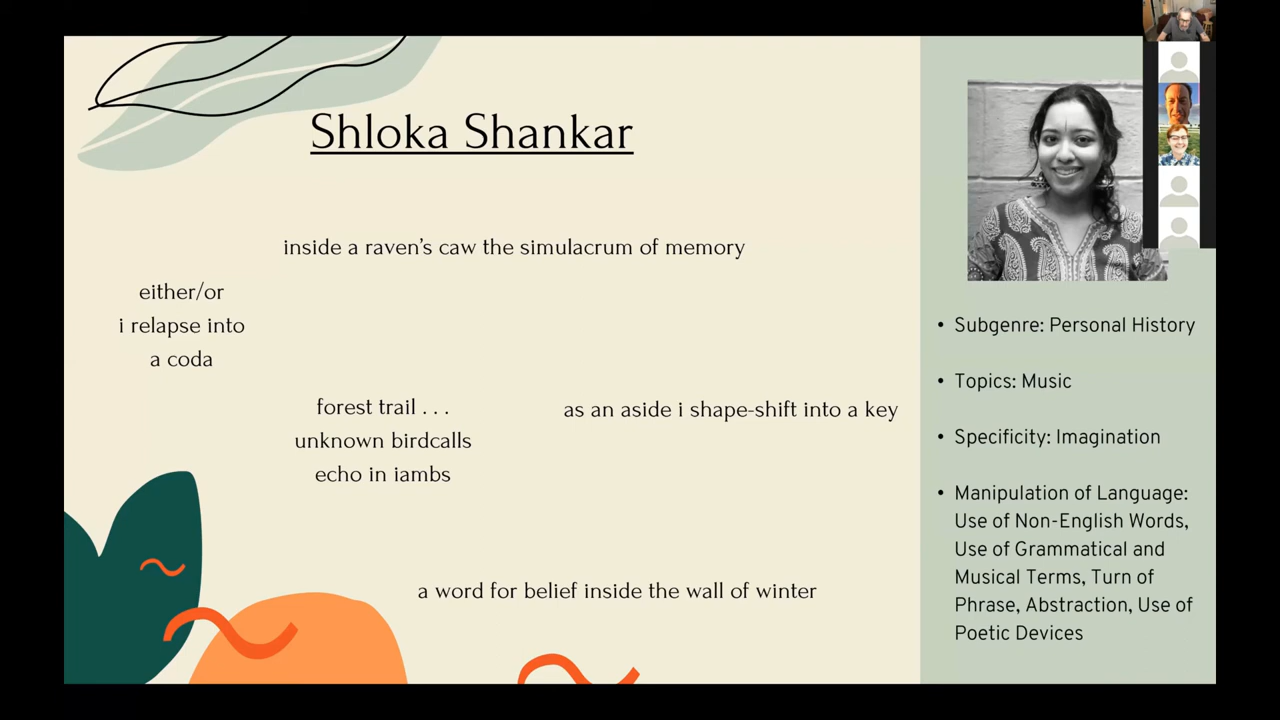 Shloka Shankar
inside a raven's caw the simulacrum of memory
either/or
i relapse into
a coda
forest trail . . .
unknown birdcalls
echo in iambs
as an aside i shape-shift into a key
a word for belief inside the wall of winter
• Subgenre: Personal History
• Topics: Music
• Specificity: Imagination
• Manipulation of Language:
Use of Non-English Words,
Use of Grammatical and
Musical Terms, Turn of
Phrase, Abstraction, Use of
Poetic Devices